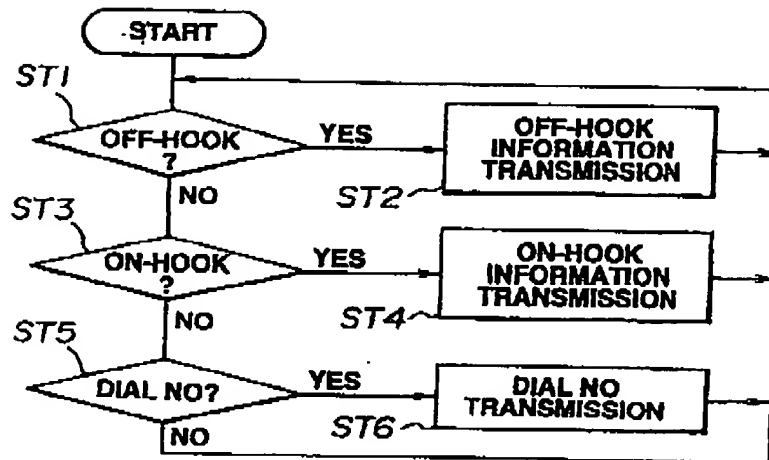 START
ST1
OFF-HOOK
?
YES
OFF-HOOK
INFORMATION
TRANSMISSION
ST2
NO
ST3
ON-HOOK
?
YES
ON-HOOK
INFORMATION
TRANSMISSION
ST4
NO
ST5
DIAL NO?
YES
DIAL NO
TRANSMISSION
ST6
NO